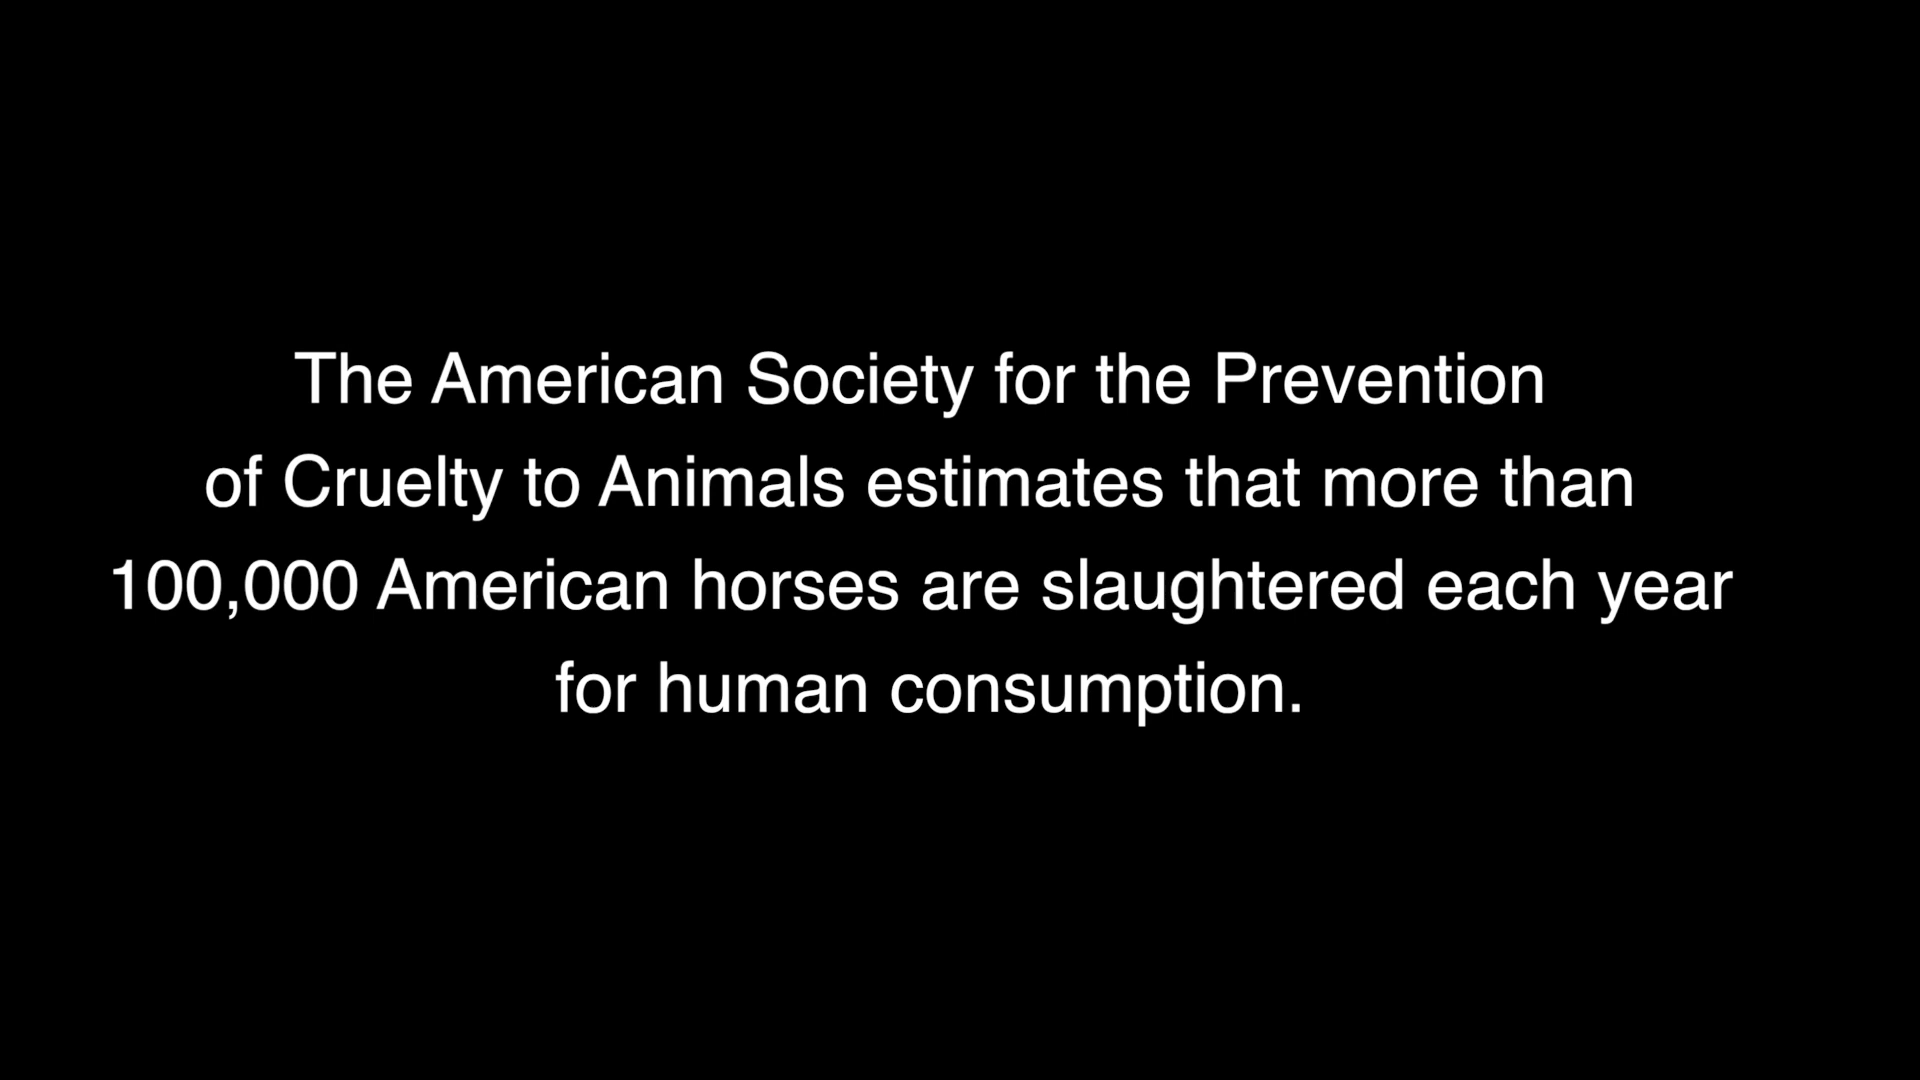 The American Society for the Prevention
of Cruelty to Animals estimates that more than
100,000 American horses are slaughtered each year
for human consumption.